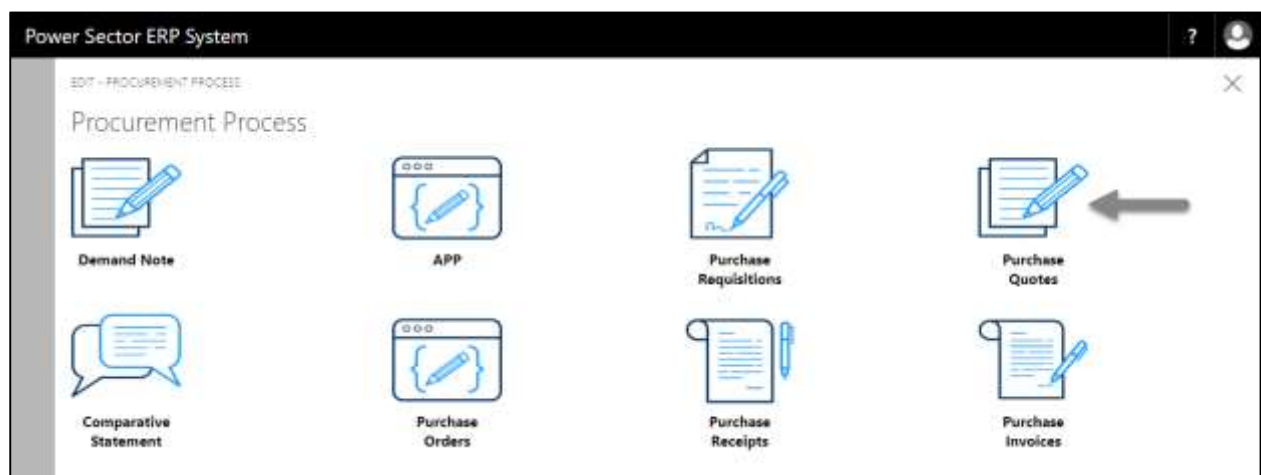 Power Sector ERP System ?
EDIT - PROCUREMENT PROCESS
Procurement Process
Demand Note
APP
Purchase
Requisitions
Purchase
Quotes
Comparative
Statement
Purchase
Orders
Purchase
Receipts
Purchase
Invoices